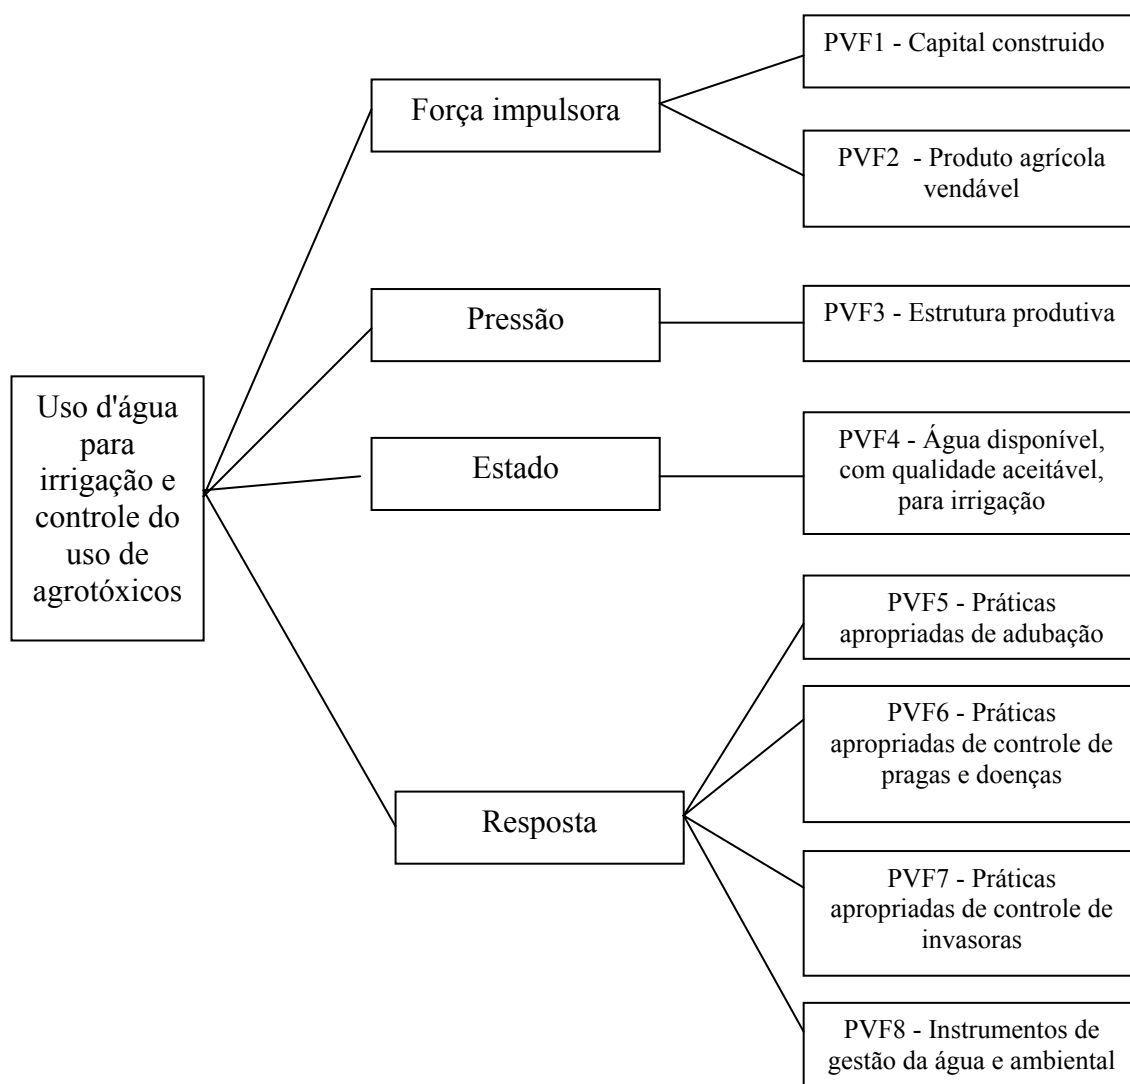 Uso d'água
para
irrigação e
controle do
uso de
agrotóxicos
Força impulsora
PVF1 - Capital construido
PVF2 - Produto agrícola
vendável
Pressão
PVF3 - Estrutura produtiva
Estado
PVF4 - Água disponível,
com qualidade aceitável,
para irrigação
Resposta
PVF5 - Práticas
apropriadas de adubação
PVF6 - Práticas
apropriadas de controle de
pragas e doenças
PVF7 - Práticas
apropriadas de controle de
invasoras
PVF8 - Instrumentos de
gestão da água e ambiental